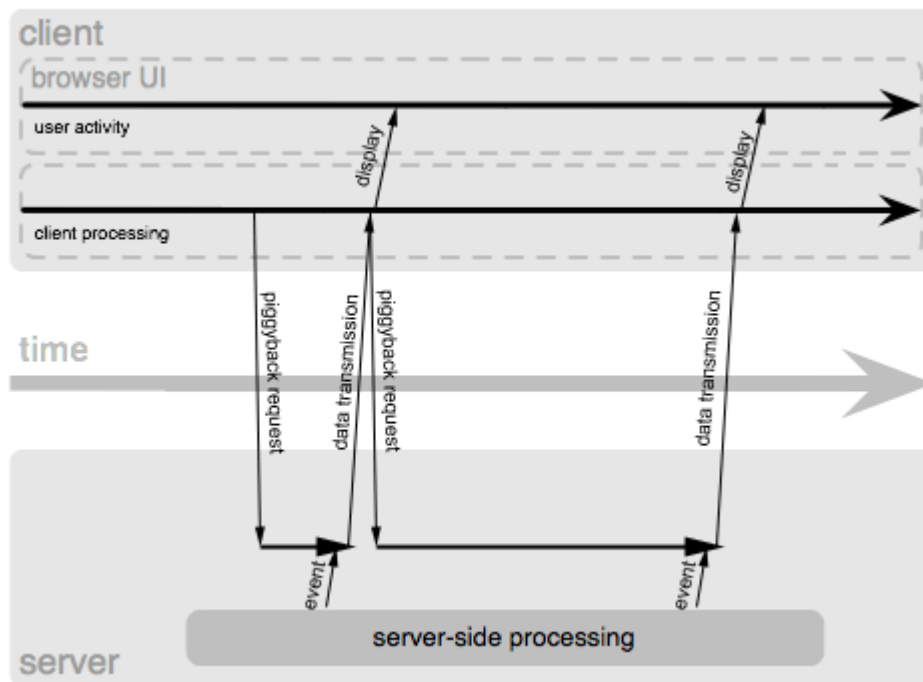 client
browser UI
user activity
display
display
client processing
piggyback request
data transmission
piggyback request
data transmission
time
event
event
server-side processing
server